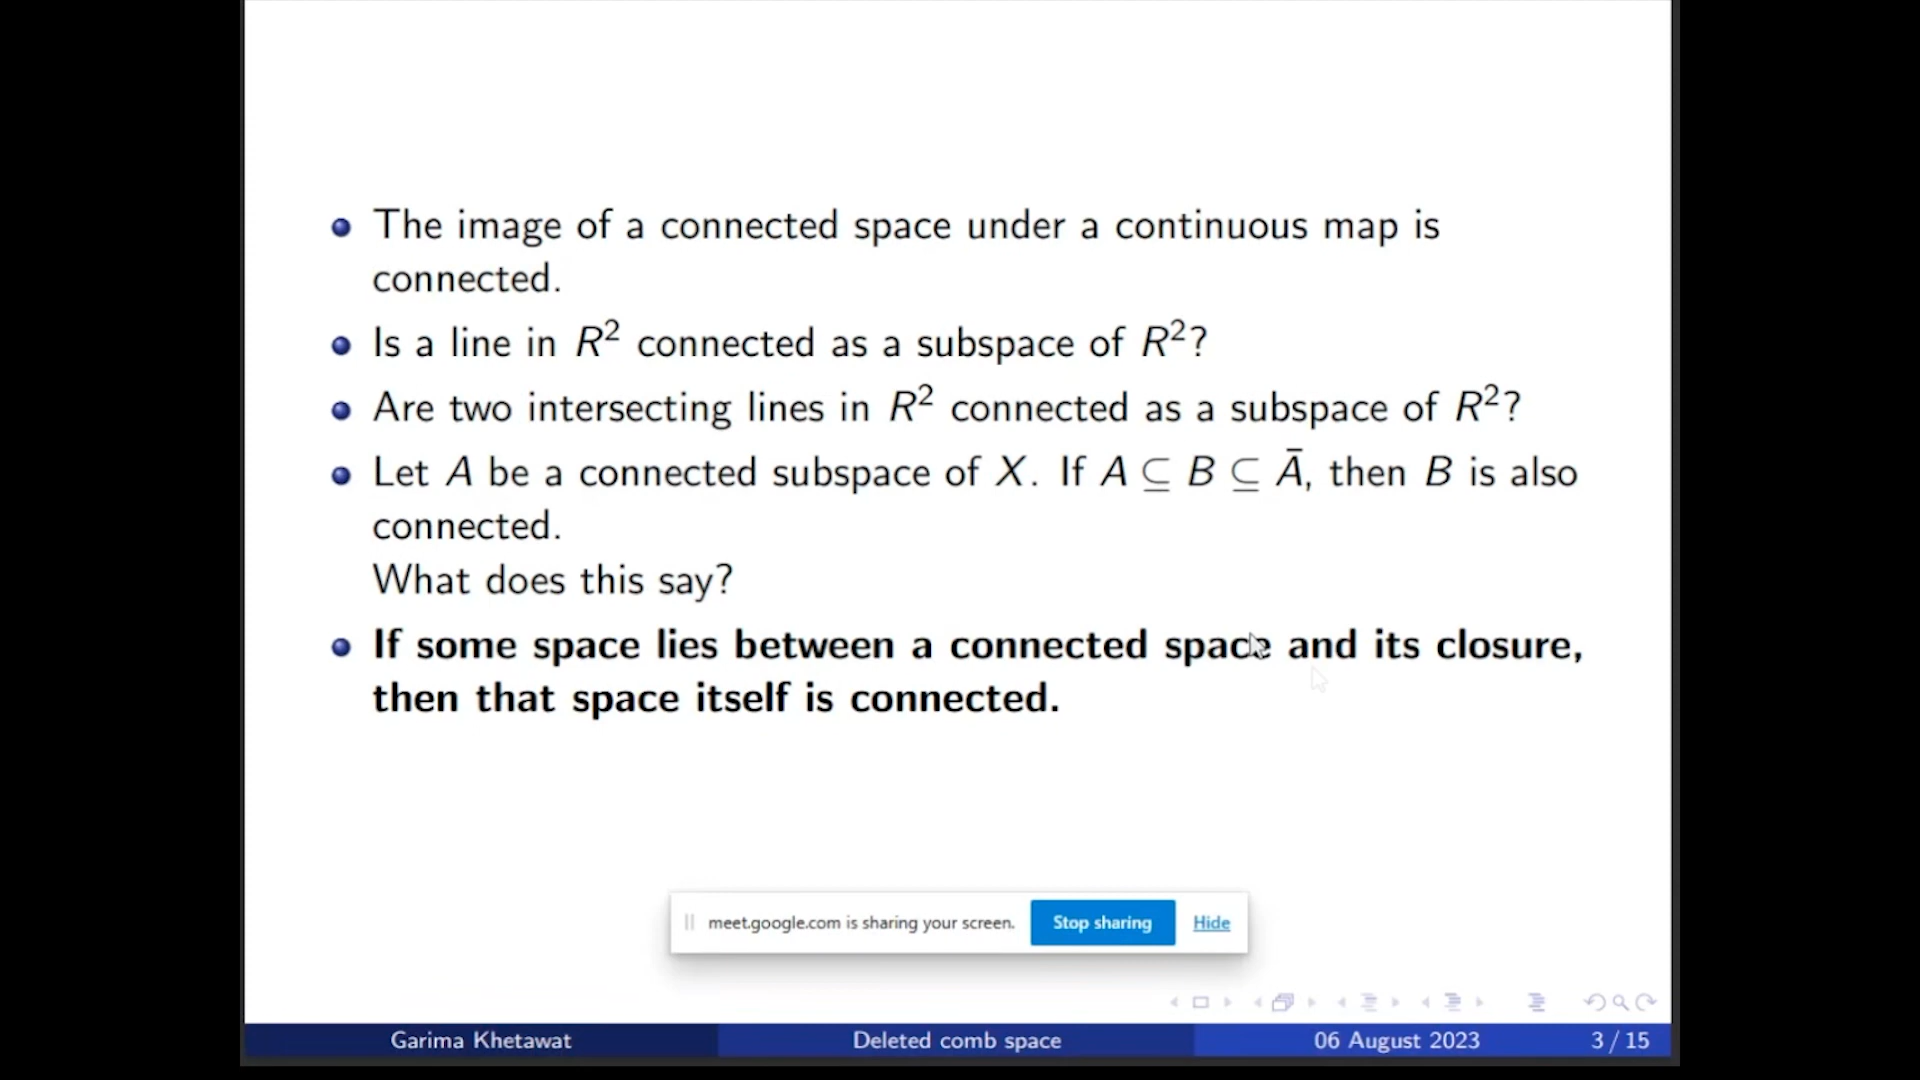 The image of a connected space under a continuous map is
connected.
Is a line in R² connected as a subspace of R²?
Are two intersecting lines in R² connected as a subspace of R²?
Let A be a connected subspace of X. If A ⊆ B ⊆ Ā, then B is also
connected.
What does this say?
If some space lies between a connected space and its closure,
then that space itself is connected.
meet.google.com is sharing your screen. Stop sharing Hide
Garima Khetawat Deleted comb space 06 August 2023 3 / 15